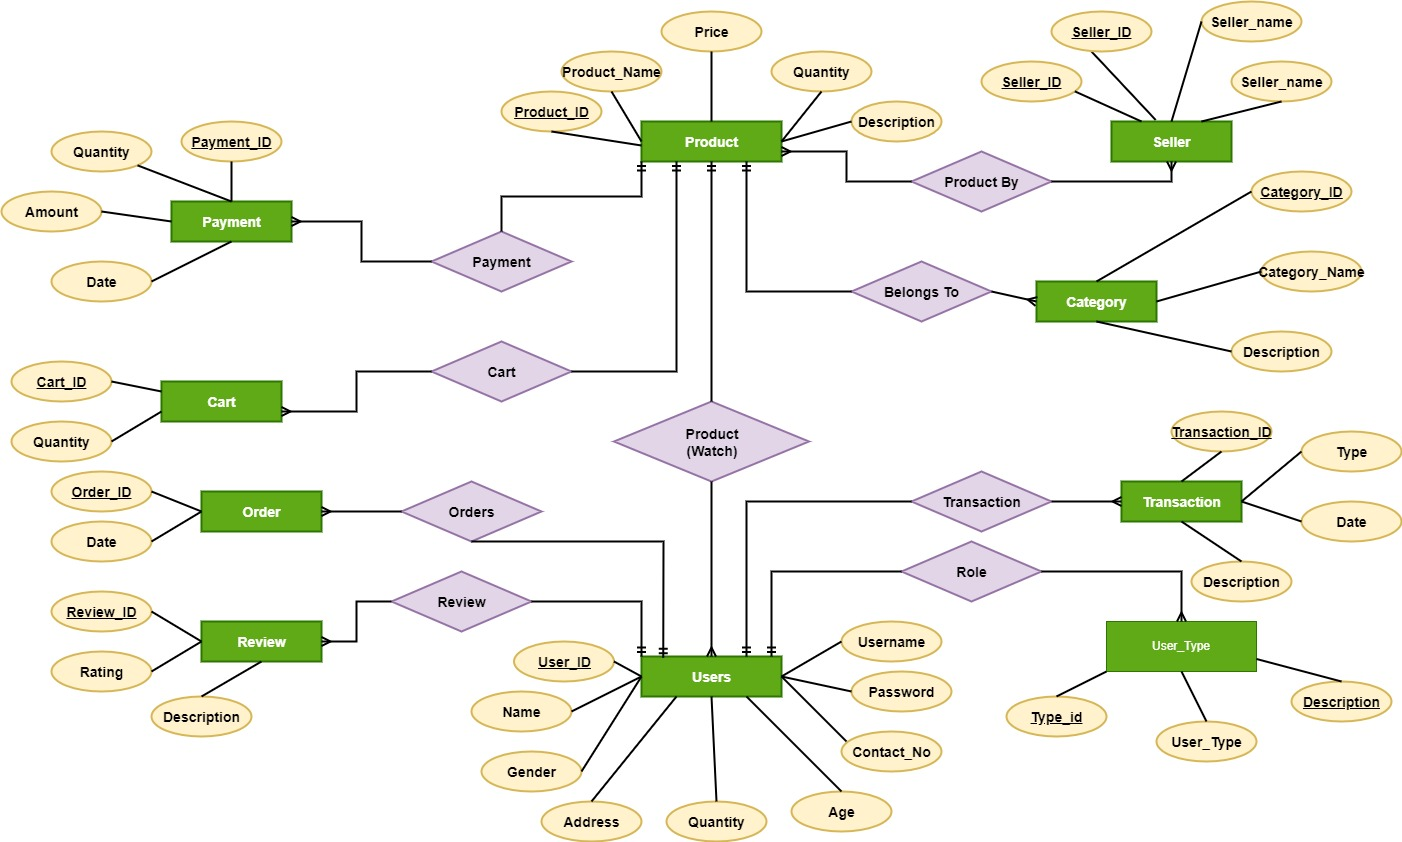 Price
Product_Name
Quantity
Product_ID
Description
Product
Seller_ID
Seller_name
Seller_ID
Seller_name
Seller
Product By
Payment_ID
Quantity
Amount
Payment
Date
Payment
Category_ID
Category_Name
Belongs To
Category
Description
Cart_ID
Cart
Cart
Quantity
Product
(Watch)
Transaction_ID
Type
Transaction
Transaction
Date
Description
Order_ID
Order
Orders
Date
Role
Review_ID
Review
Review
Rating
Description
User_Type
Type_id
User_Type
Description
User_ID
Users
Username
Name
Password
Gender
Contact_No
Address
Quantity
Age